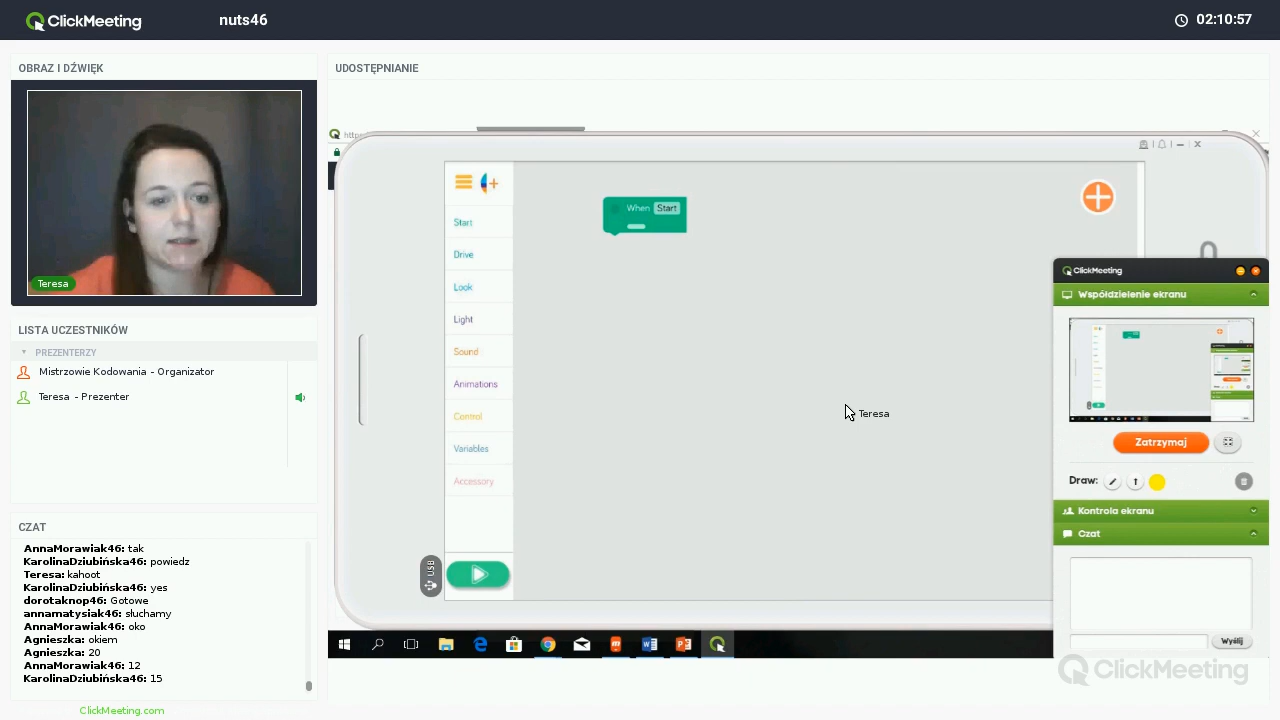 ClickMeeting
nuts46
02:10:57
OBRAZ I DŹWIĘK
Teresa
LISTA UCZESTNIKÓW
PREZENTERZY
Mistrzowie Kodowania - Organizator
Teresa - Prezenter
CZAT
AnnaMorawiak46: tak
KarolinaDziubińska46: powiedz
Teresa: kahoot
KarolinaDziubińska46: yes
dorotaknop46: Gotowe
annamatysiak46: słuchamy
AnnaMorawiak46: oko
Agnieszka: okiem
Agnieszka: 20
AnnaMorawiak46: 12
KarolinaDziubińska46: 15
ClickMeeting.com
UDOSTĘPNIANIE
https
Start
Drive
Look
Light
Sound
Animations
Control
Variables
Accessory
USB
When Start
Teresa
ClickMeeting
Współdzielenie ekranu
Zatrzymaj
Draw:
Kontrola ekranu
Czat
Wyślij
ClickMeeting